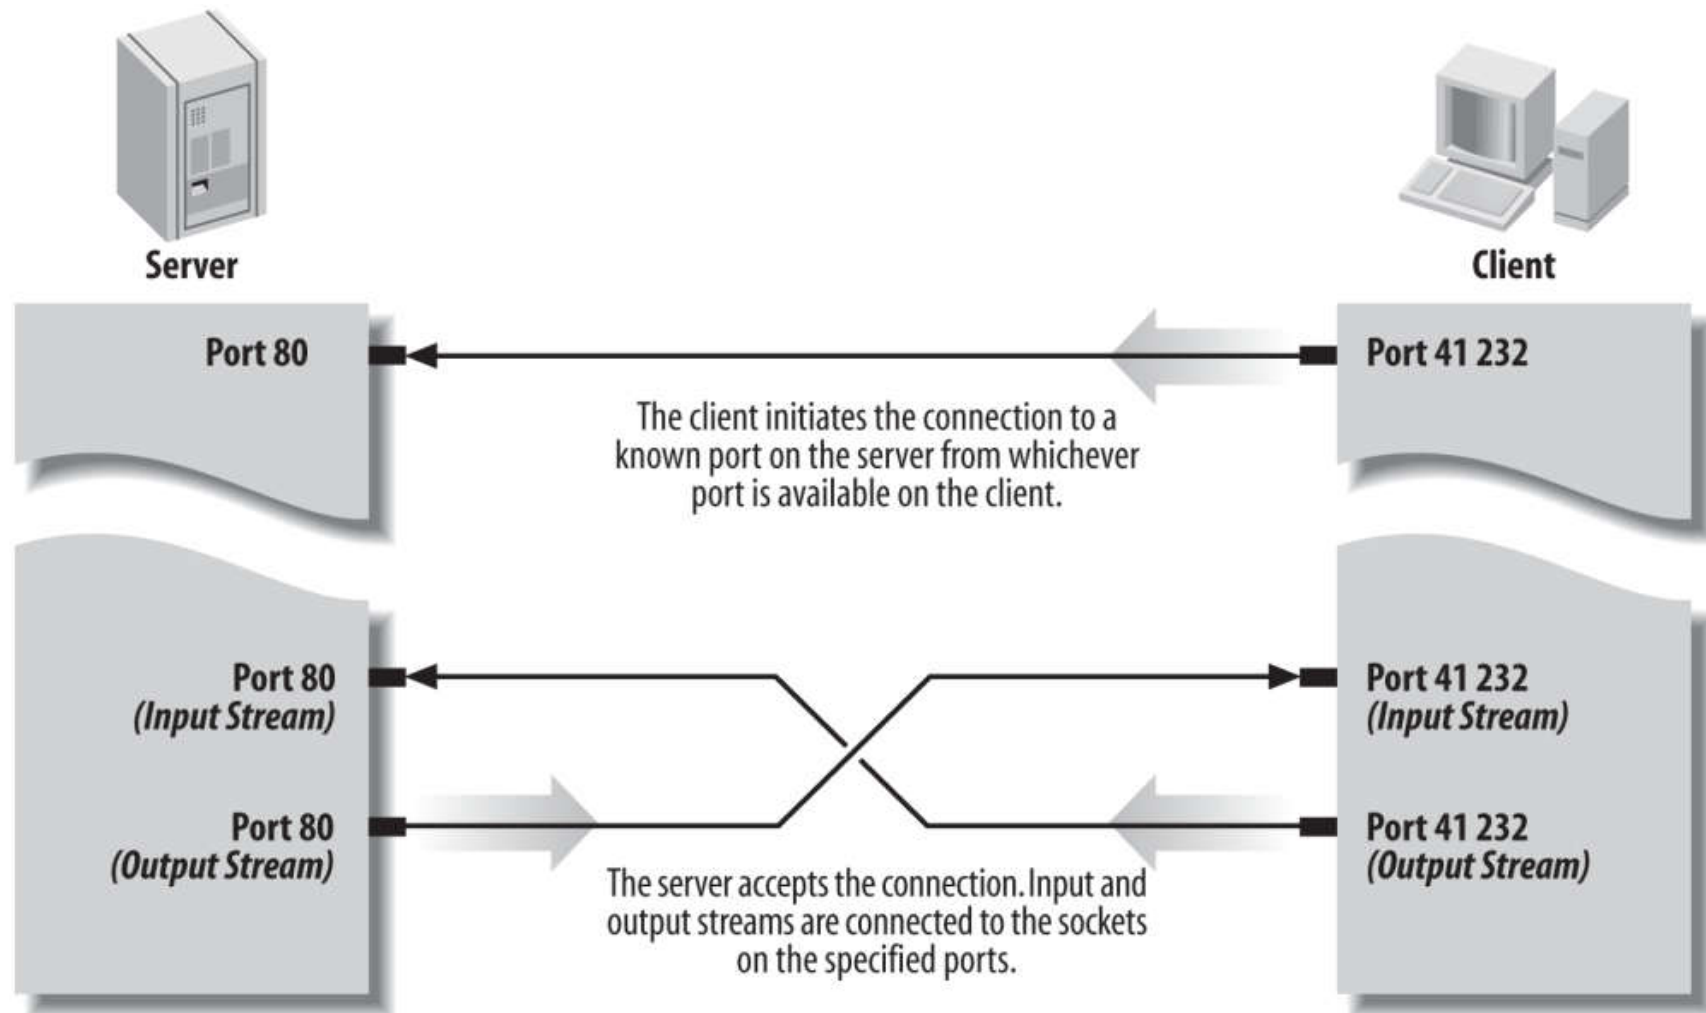 Server
Client
Port 80
Port 41 232
The client initiates the connection to a
known port on the server from whichever
port is available on the client.
Port 80
(Input Stream)
Port 41 232
(Input Stream)
Port 80
(Output Stream)
Port 41 232
(Output Stream)
The server accepts the connection. Input and
output streams are connected to the sockets
on the specified ports.